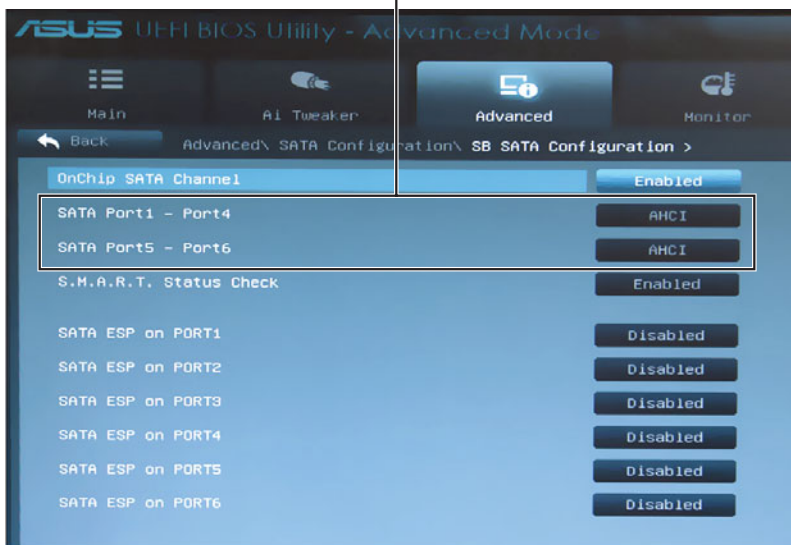 ASUS UEFI BIOS Utility - Advanced Mode
Main Ai Tweaker Advanced Monitor
Back Advanced\ SATA Configuration\ SB SATA Configuration >
OnChip SATA Channel Enabled
SATA Port1 - Port4 AHCI
SATA Port5 - Port6 AHCI
S.M.A.R.T. Status Check Enabled
SATA ESP on PORT1 Disabled
SATA ESP on PORT2 Disabled
SATA ESP on PORT3 Disabled
SATA ESP on PORT4 Disabled
SATA ESP on PORT5 Disabled
SATA ESP on PORT6 Disabled